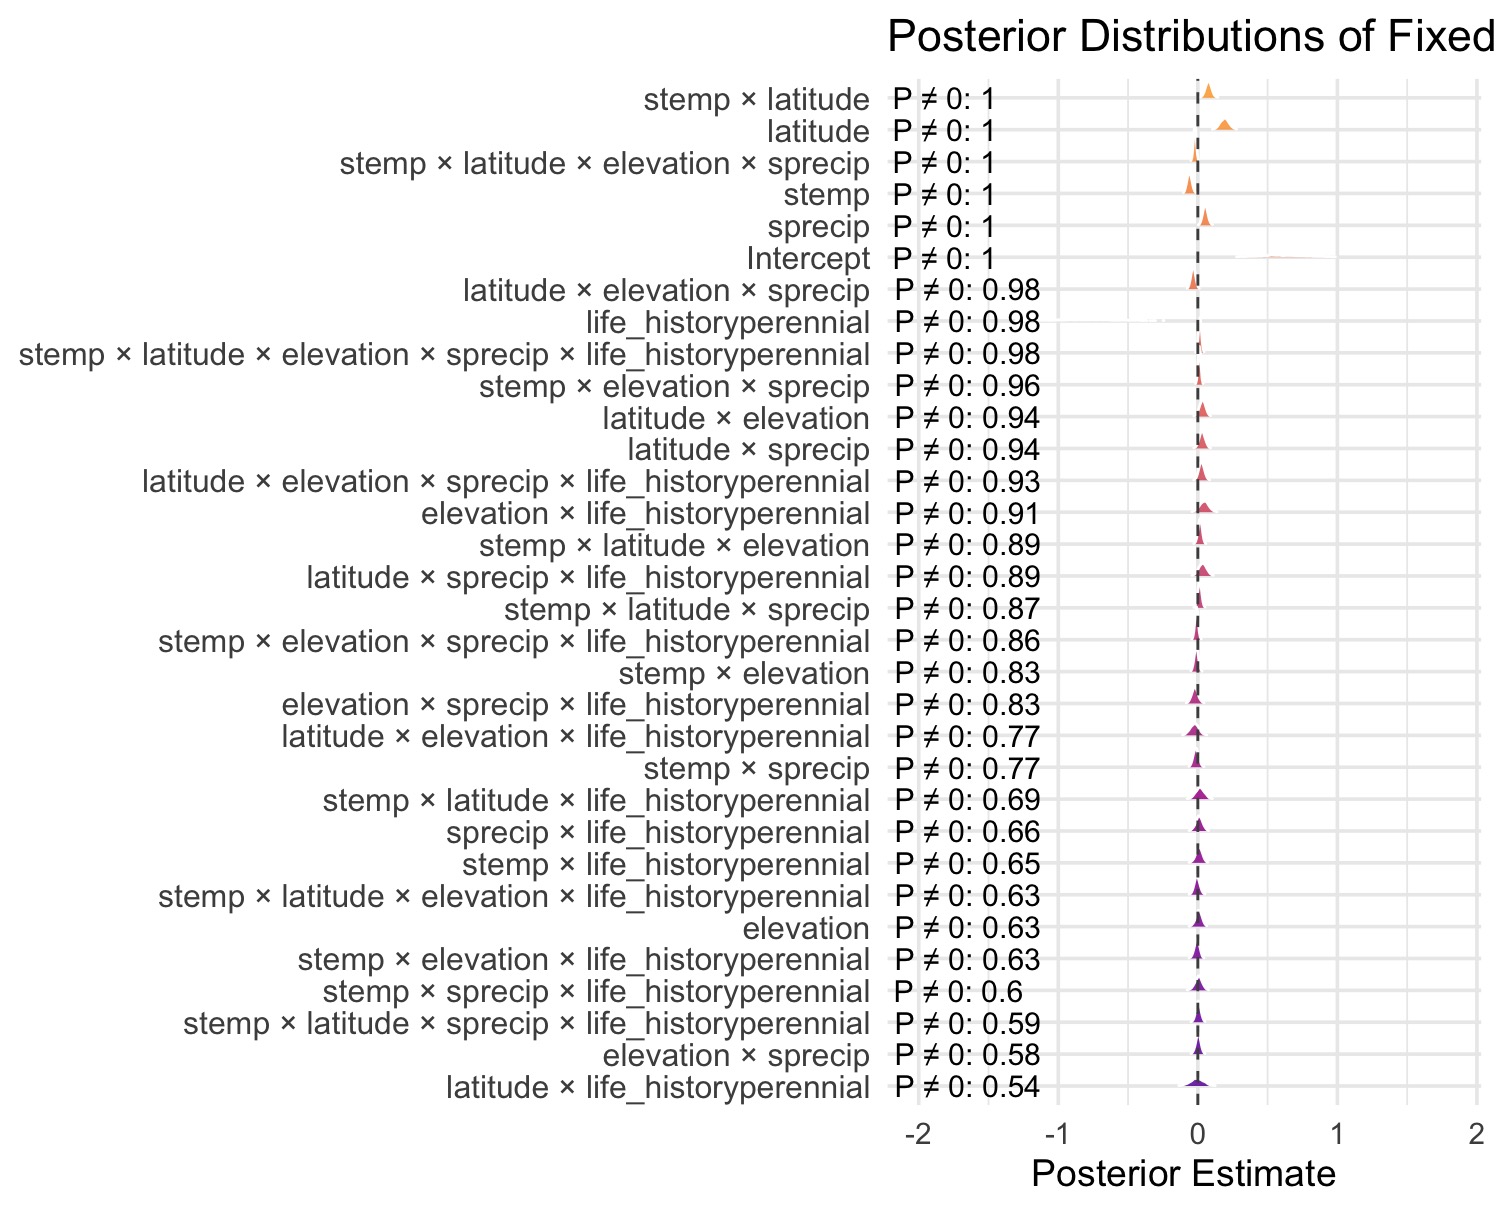 Posterior Distributions of Fixed
stemp × latitude P ≠ 0: 1
latitude P ≠ 0: 1
stemp × latitude × elevation × sprecip P ≠ 0: 1
stemp P ≠ 0: 1
sprecip P ≠ 0: 1
Intercept P ≠ 0: 1
latitude × elevation × sprecip P ≠ 0: 0.98
life_historyperennial P ≠ 0: 0.98
stemp × latitude × elevation × sprecip × life_historyperennial P ≠ 0: 0.98
stemp × elevation × sprecip P ≠ 0: 0.96
latitude × elevation P ≠ 0: 0.94
latitude × sprecip P ≠ 0: 0.94
latitude × elevation × sprecip × life_historyperennial P ≠ 0: 0.93
elevation × life_historyperennial P ≠ 0: 0.91
stemp × latitude × elevation P ≠ 0: 0.89
latitude × sprecip × life_historyperennial P ≠ 0: 0.89
stemp × latitude × sprecip P ≠ 0: 0.87
stemp × elevation × sprecip × life_historyperennial P ≠ 0: 0.86
stemp × elevation P ≠ 0: 0.83
elevation × sprecip × life_historyperennial P ≠ 0: 0.83
latitude × elevation × life_historyperennial P ≠ 0: 0.77
stemp × sprecip P ≠ 0: 0.77
stemp × latitude × life_historyperennial P ≠ 0: 0.69
sprecip × life_historyperennial P ≠ 0: 0.66
stemp × life_historyperennial P ≠ 0: 0.65
stemp × latitude × elevation × life_historyperennial P ≠ 0: 0.63
elevation P ≠ 0: 0.63
stemp × elevation × life_historyperennial P ≠ 0: 0.63
stemp × sprecip × life_historyperennial P ≠ 0: 0.6
stemp × latitude × sprecip × life_historyperennial P ≠ 0: 0.59
elevation × sprecip P ≠ 0: 0.58
latitude × life_historyperennial P ≠ 0: 0.54
-2 -1 0 1 2
Posterior Estimate